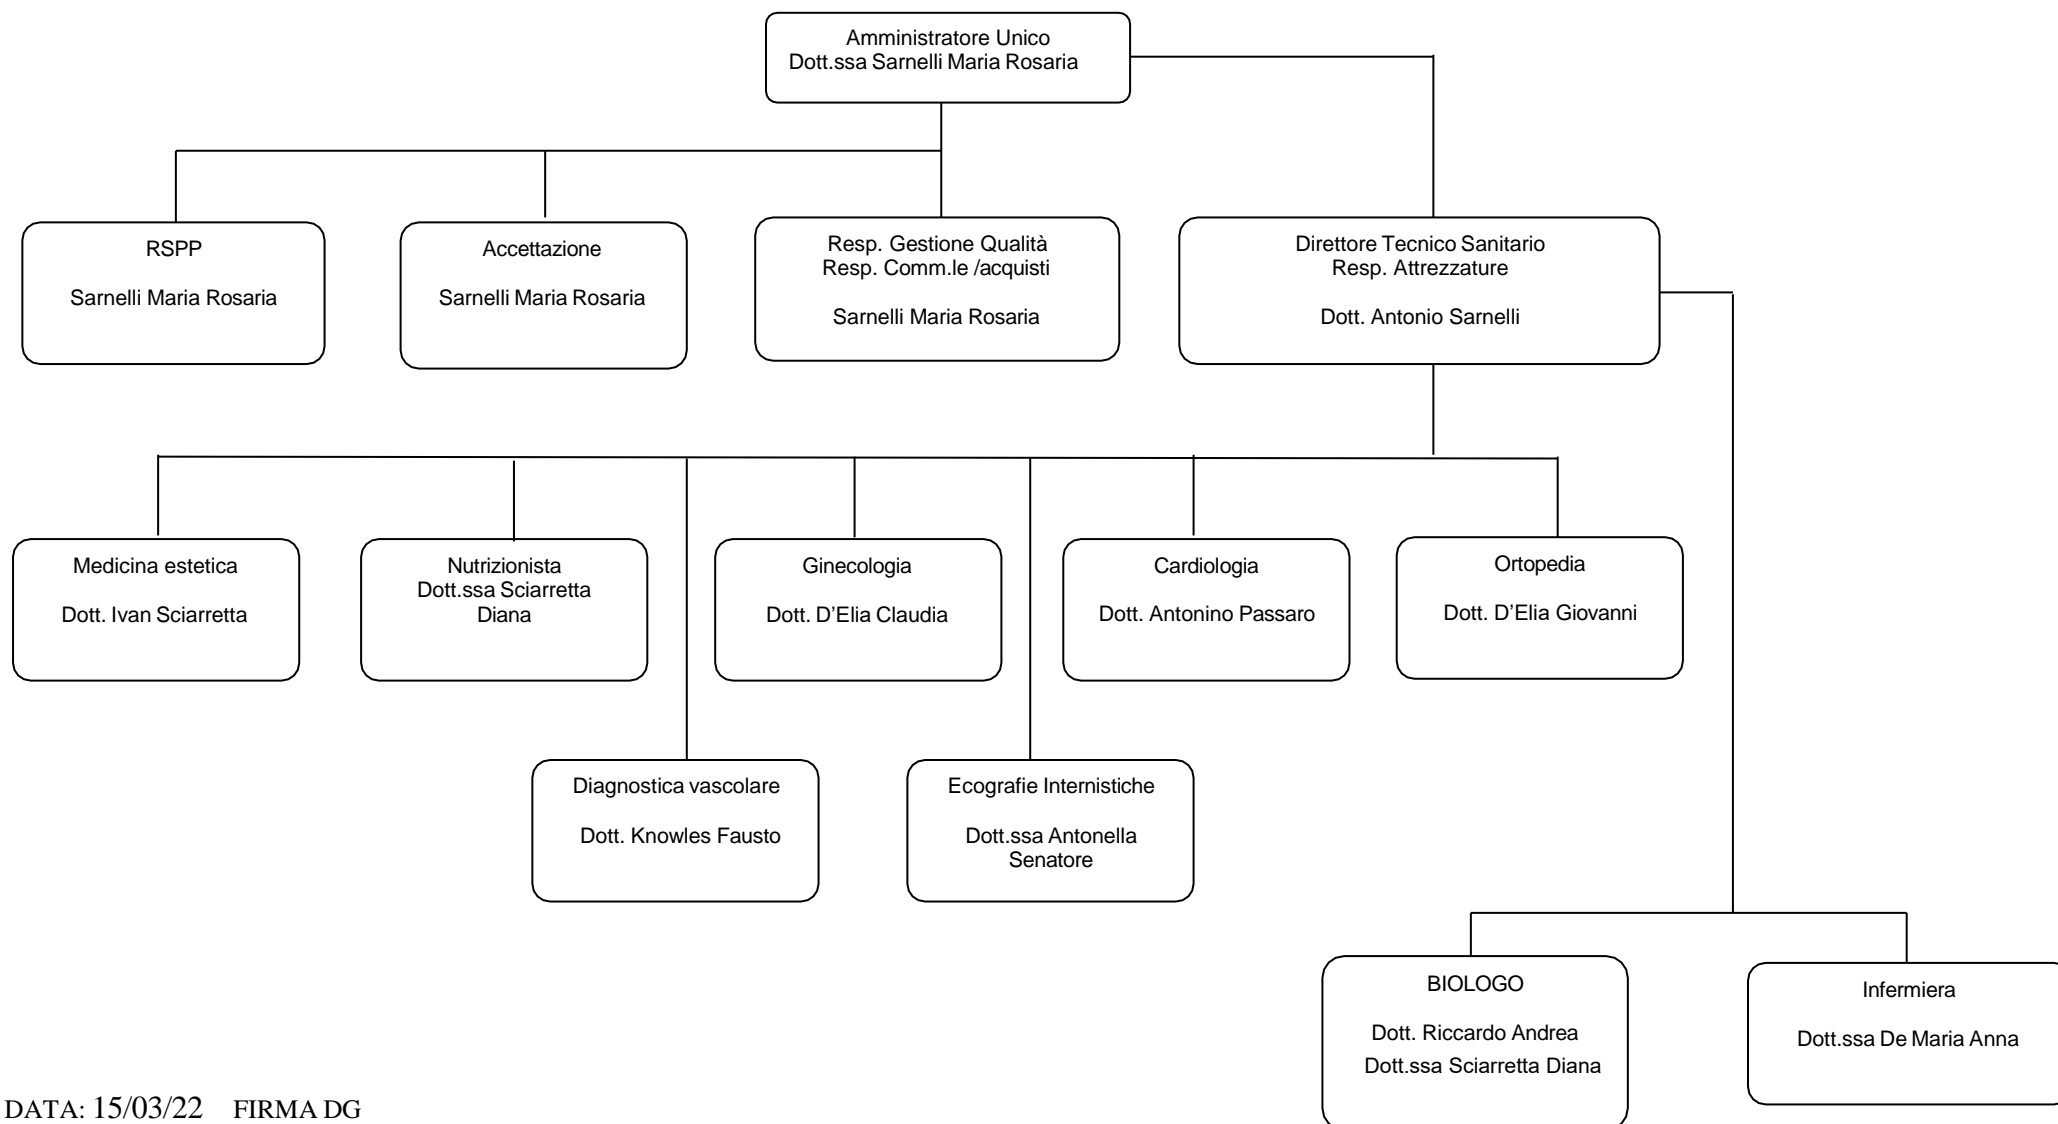 Amministratore Unico
Dott.ssa Sarnelli Maria Rosaria
RSPP
Sarnelli Maria Rosaria
Accettazione
Sarnelli Maria Rosaria
Resp. Gestione Qualità
Resp. Comm.le /acquisti
Sarnelli Maria Rosaria
Direttore Tecnico Sanitario
Resp. Attrezzature
Dott. Antonio Sarnelli
Medicina estetica
Dott. Ivan Sciarretta
Nutrizionista
Dott.ssa Sciarretta
Diana
Ginecologia
Dott. D’Elia Claudia
Cardiologia
Dott. Antonino Passaro
Ortopedia
Dott. D’Elia Giovanni
Diagnostica vascolare
Dott. Knowles Fausto
Ecografie Internistiche
Dott.ssa Antonella
Senatore
BIOLOGO
Dott. Riccardo Andrea
Dott.ssa Sciarretta Diana
Infermiera
Dott.ssa De Maria Anna
DATA: 15/03/22 FIRMA DG